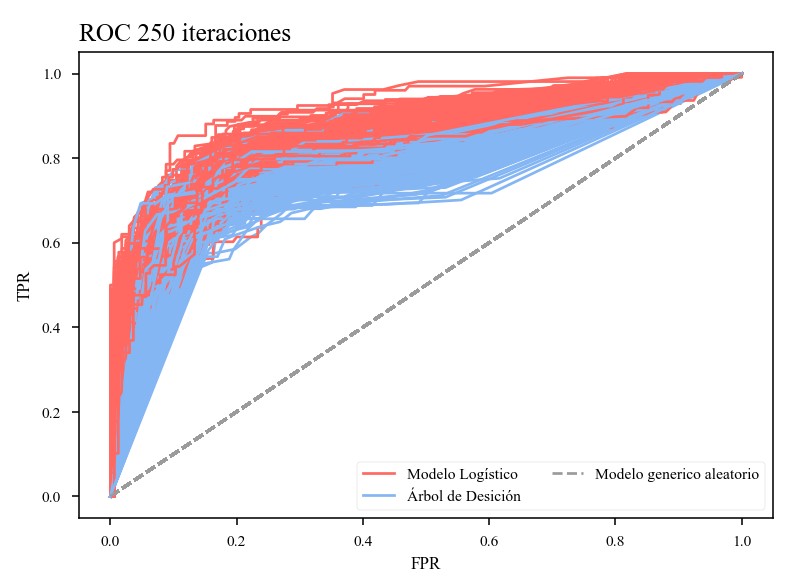 ROC 250 iteraciones
1.0
0.8
0.6
0.4
0.2
0.0
TPR
0.0 0.2 0.4 0.6 0.8 1.0
FPR
Modelo Logístico Modelo generico aleatorio
Árbol de Desición